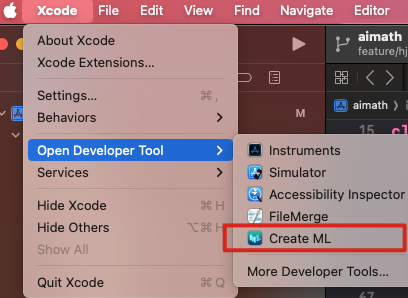 Xcode File Edit View Find Navigate Editor
About Xcode
Xcode Extensions...
Settings... ⌘ ,
Behaviors >
Open Developer Tool >
Services >
Hide Xcode ⌘ H
Hide Others ⌥⌘ H
Show All
Quit Xcode ⌘ Q
Instruments
Simulator
Accessibility Inspector
FileMerge
Create ML
More Developer Tools...
M
aimath
feature/hj
aimath
15